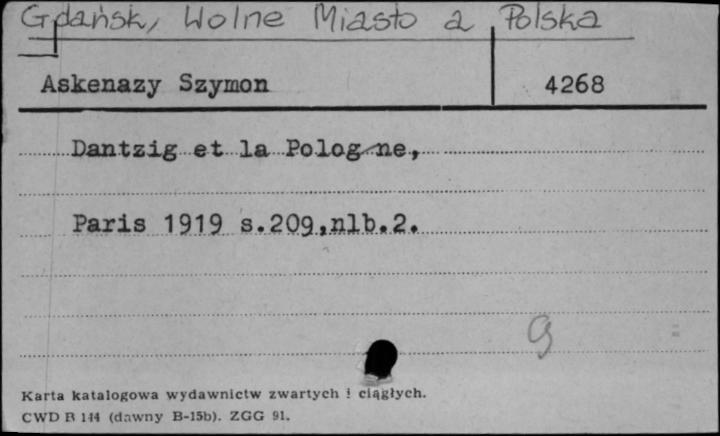 Gdańsk, Wolne Miasto a Polska
Askenazy Szymon 4268
Dantzig et la Pologne,
Paris 1919 s.209,nlb.2.
g
Karta katalogowa wydawnictw zwartych i ciągłych.
CWD B 144 (dawny B-15b). ZGG 91.